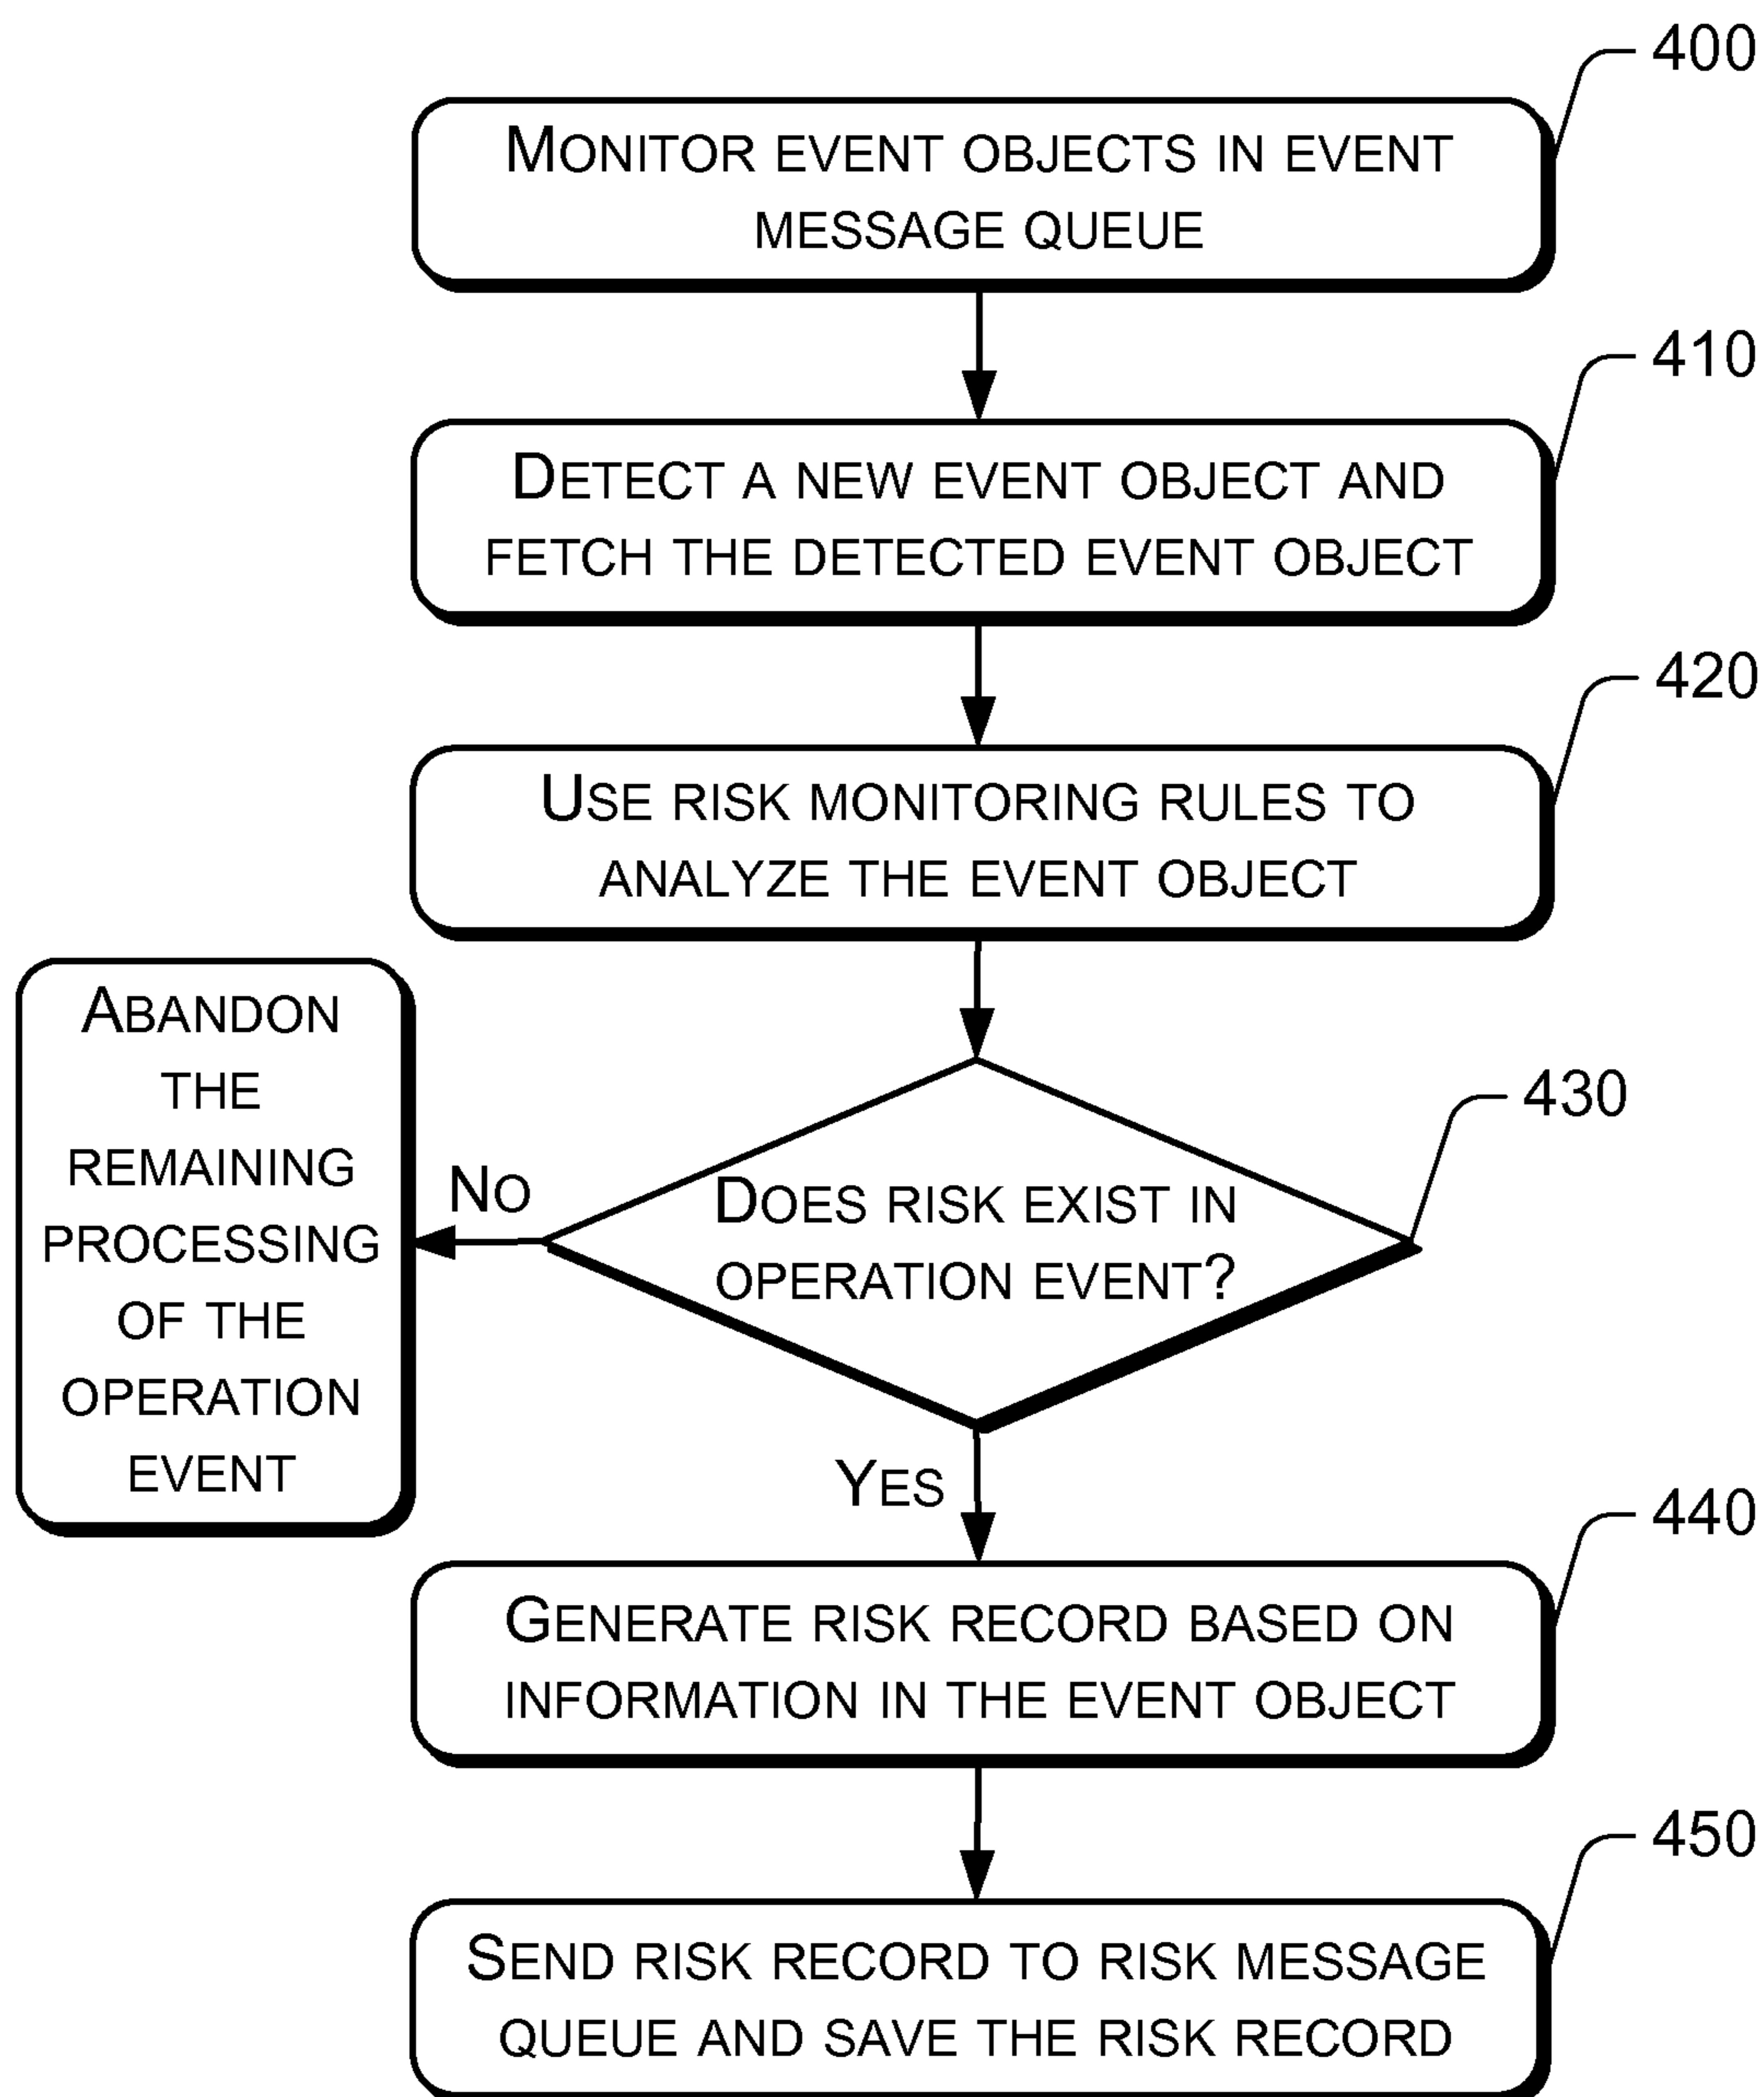 400
MONITOR EVENT OBJECTS IN EVENT
MESSAGE QUEUE
410
DETECT A NEW EVENT OBJECT AND
FETCH THE DETECTED EVENT OBJECT
420
USE RISK MONITORING RULES TO
ANALYZE THE EVENT OBJECT
430
DOES RISK EXIST IN
OPERATION EVENT?
NO
ABANDON
THE
REMAINING
PROCESSING
OF THE
OPERATION
EVENT
YES
440
GENERATE RISK RECORD BASED ON
INFORMATION IN THE EVENT OBJECT
450
SEND RISK RECORD TO RISK MESSAGE
QUEUE AND SAVE THE RISK RECORD